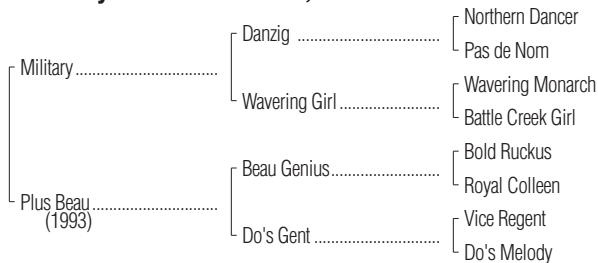 Northern Dancer
Danzig ....................................
Pas de Nom
Military....................................
Wavering Monarch
Wavering Girl.........................
Battle Creek Girl
Bold Ruckus
Beau Genius...........................
Royal Colleen
Plus Beau................................
(1993)
Vice Regent
Do's Gent ...............................
Do's Melody